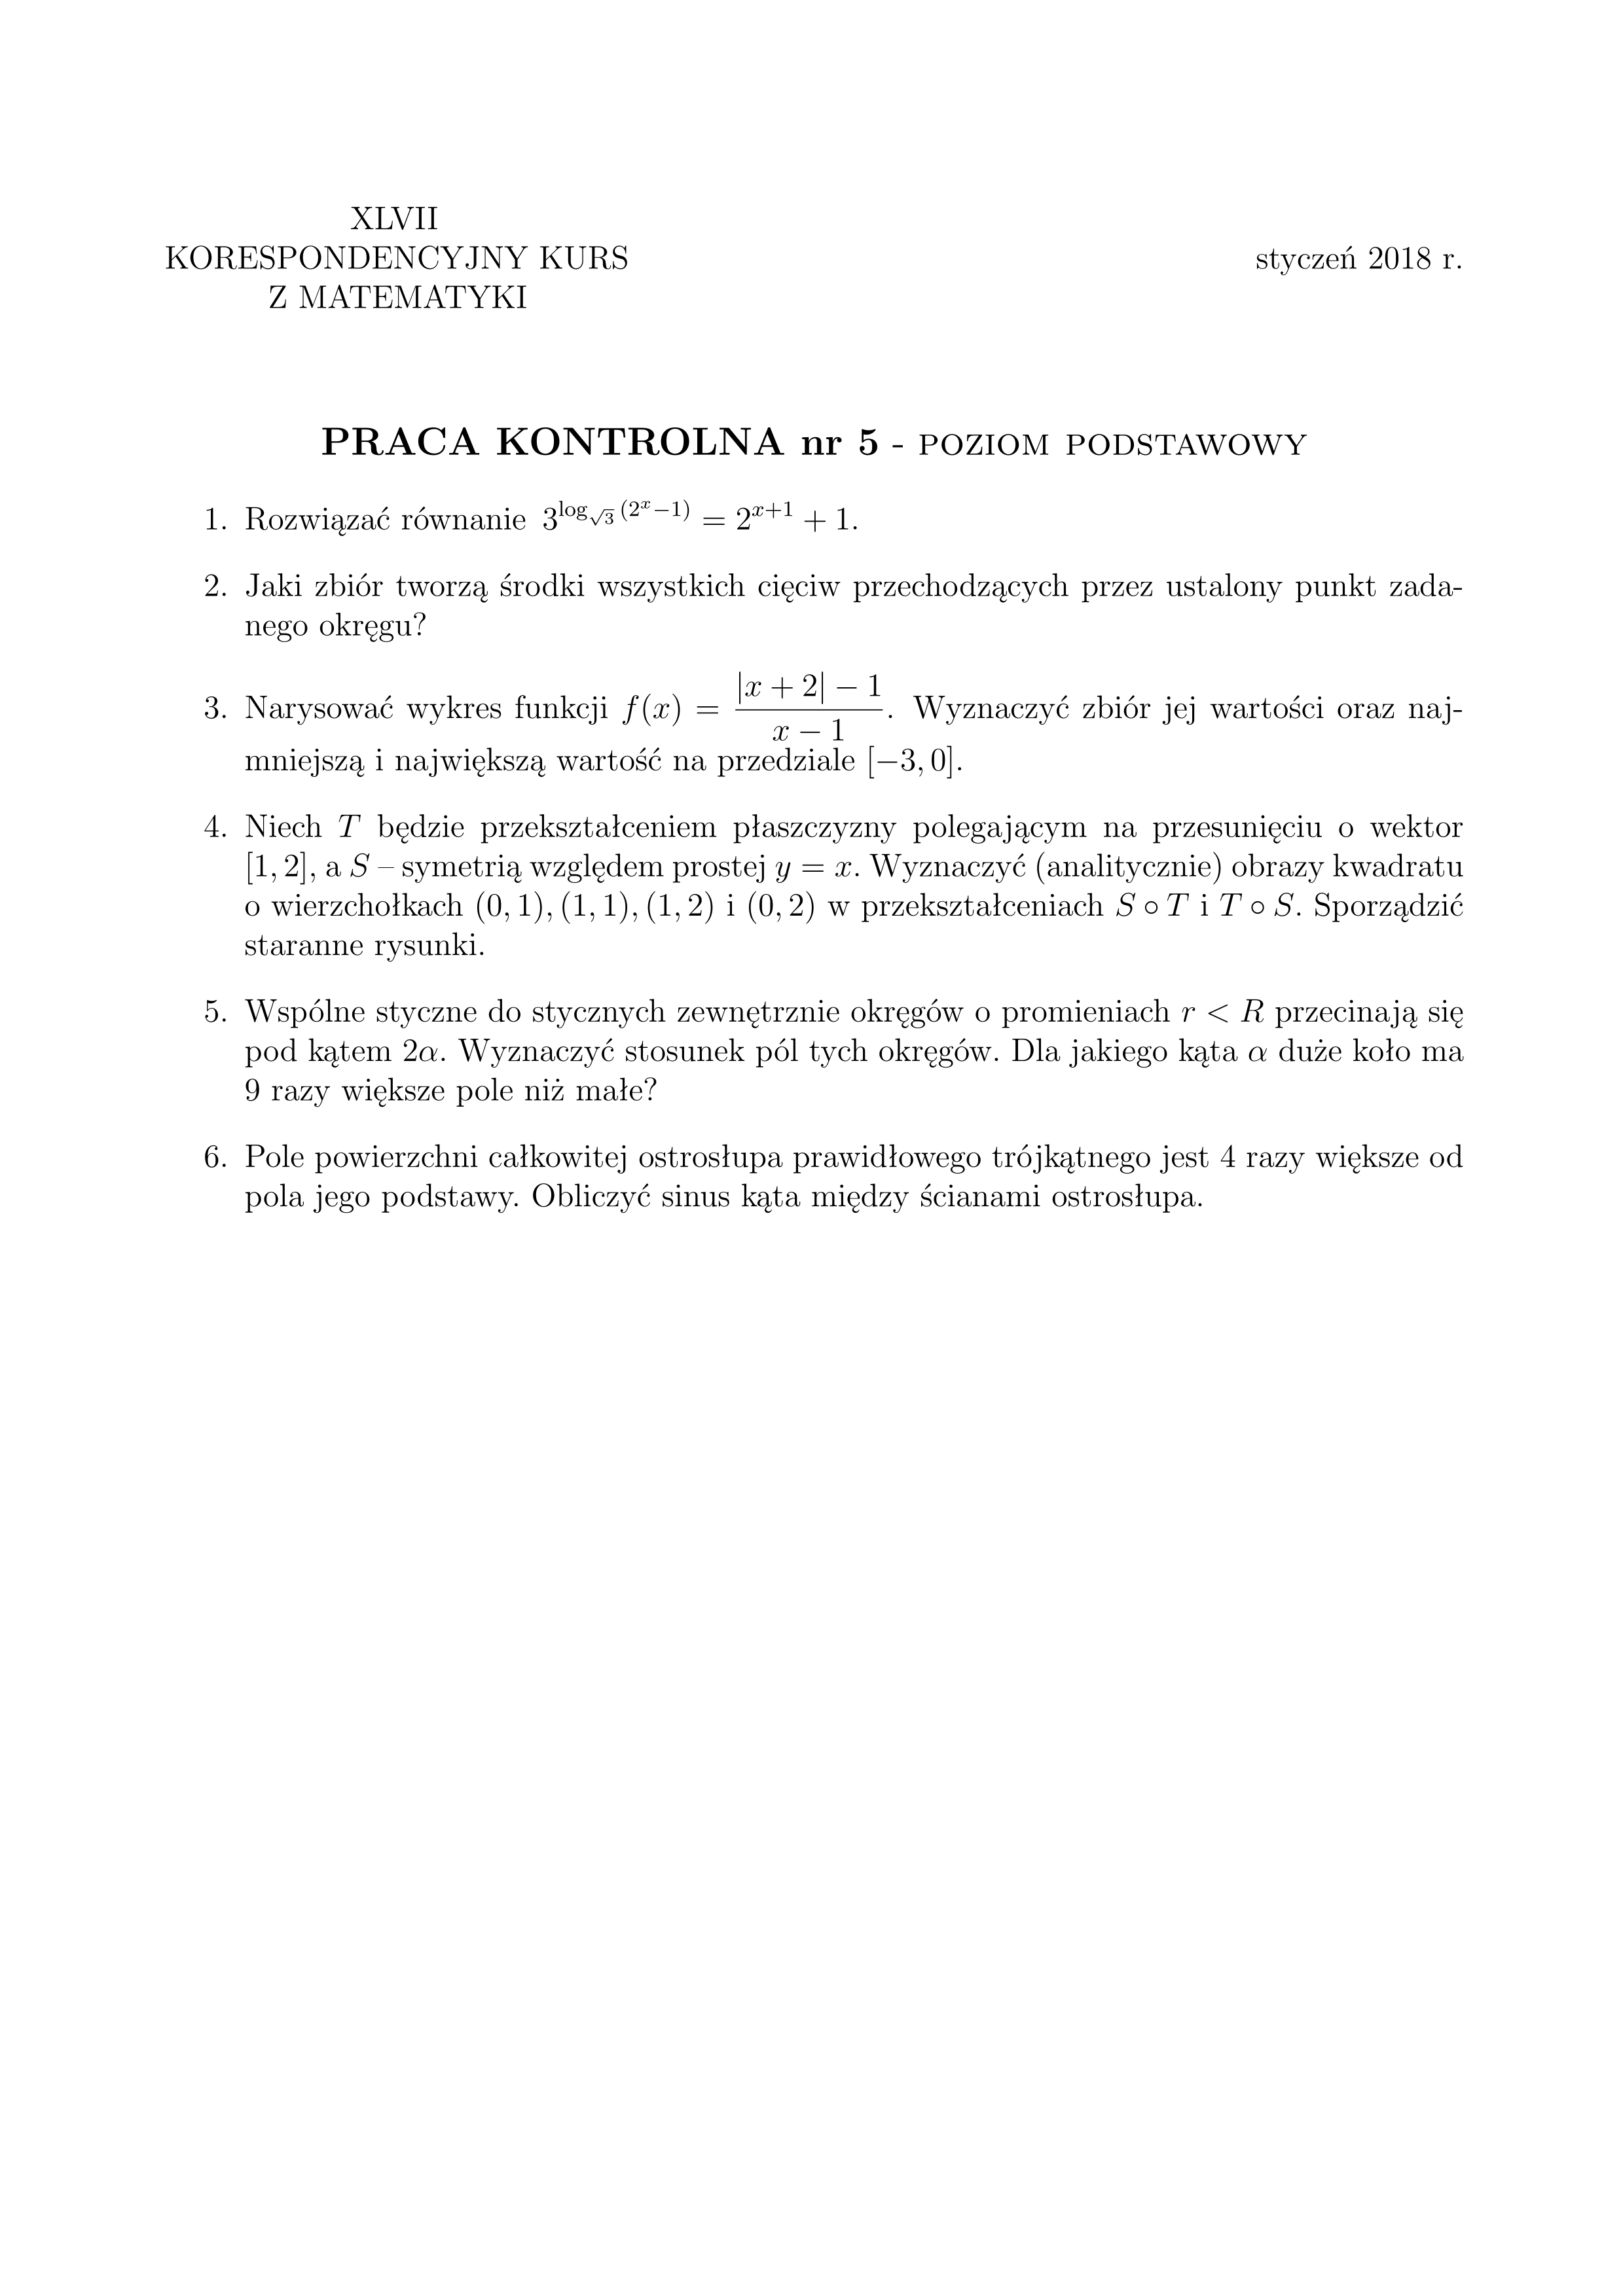 XLVII
KORESPONDENCYJNY KURS
Z MATEMATYKI
styczeń 2018 r.
PRACA KONTROLNA nr 5 - POZIOM PODSTAWOWY
1. Rozwiązać równanie $3^{\log_{\sqrt{3}}(2^x-1)} = 2^{x+1} + 1$.
2. Jaki zbiór tworzą środki wszystkich cięciw przechodzących przez ustalony punkt zada-
nego okręgu?
3. Narysować wykres funkcji $f(x) = \dfrac{|x+2|-1}{x-1}$. Wyznaczyć zbiór jej wartości oraz naj-
mniejszą i największą wartość na przedziale $[-3, 0]$.
4. Niech $T$ będzie przekształceniem płaszczyzny polegającym na przesunięciu o wektor
$[1, 2]$, a $S$ – symetrią względem prostej $y = x$. Wyznaczyć (analitycznie) obrazy kwadratu
o wierzchołkach $(0, 1), (1, 1), (1, 2)$ i $(0, 2)$ w przekształceniach $S \circ T$ i $T \circ S$. Sporządzić
staranne rysunki.
5. Wspólne styczne do stycznych zewnętrznie okręgów o promieniach $r < R$ przecinają się
pod kątem $2\alpha$. Wyznaczyć stosunek pól tych okręgów. Dla jakiego kąta $\alpha$ duże koło ma
9 razy większe pole niż małe?
6. Pole powierzchni całkowitej ostrosłupa prawidłowego trójkątnego jest 4 razy większe od
pola jego podstawy. Obliczyć sinus kąta między ścianami ostrosłupa.